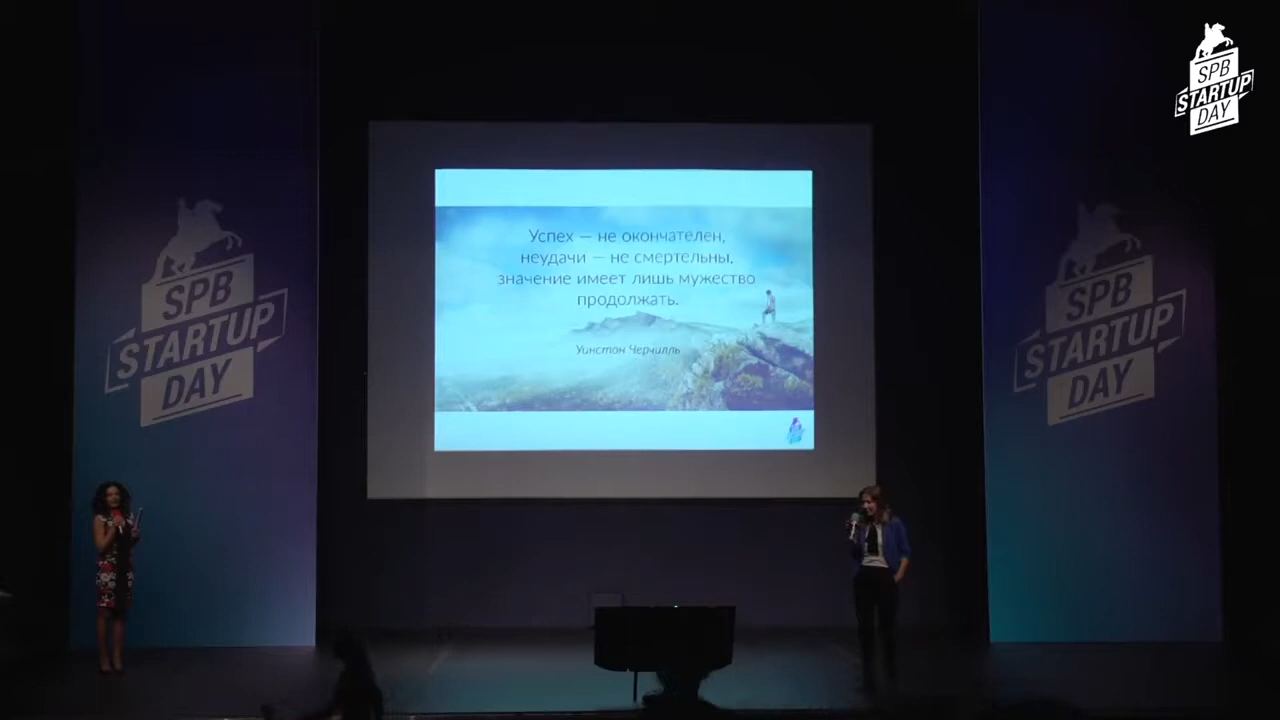 SPB
STARTUP
DAY
Успех — не окончателен,
неудачи — не смертельны,
значение имеет лишь мужество
продолжать.
Уинстон Черчилль
SPB
STARTUP
DAY
SPB
STARTUP
DAY